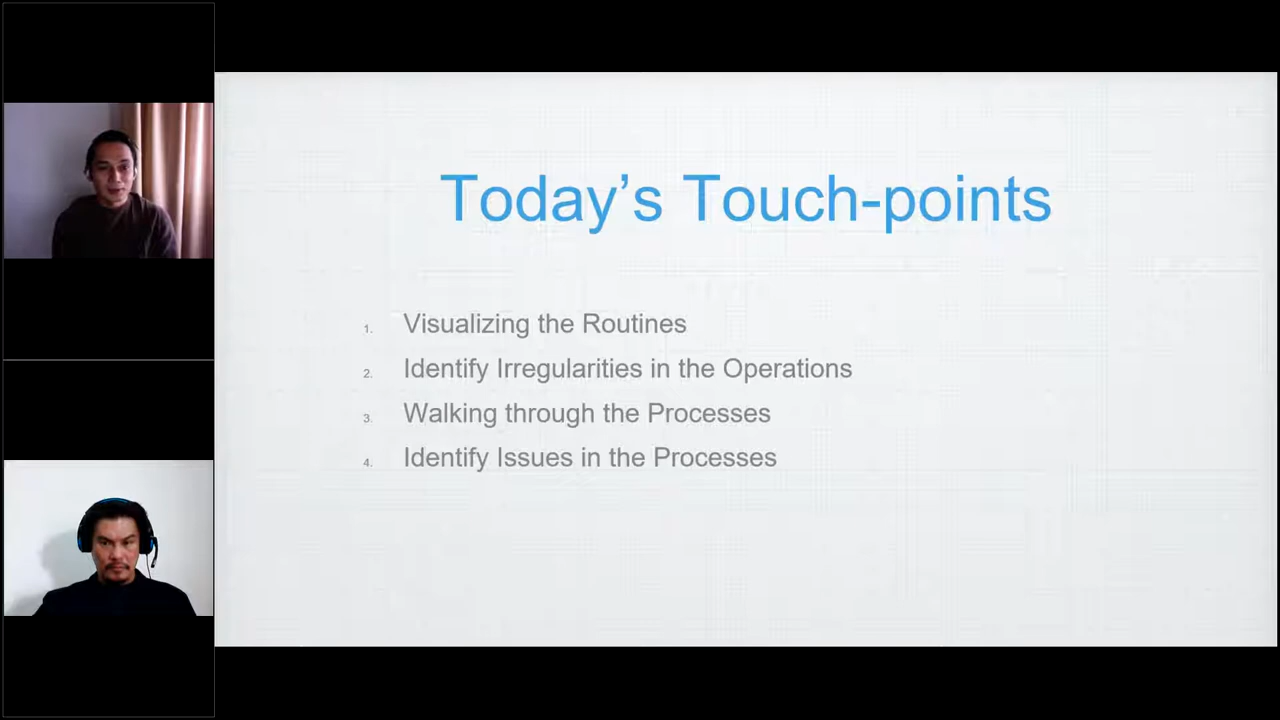 Today's Touch-points
1. Visualizing the Routines
2. Identify Irregularities in the Operations
3. Walking through the Processes
4. Identify Issues in the Processes